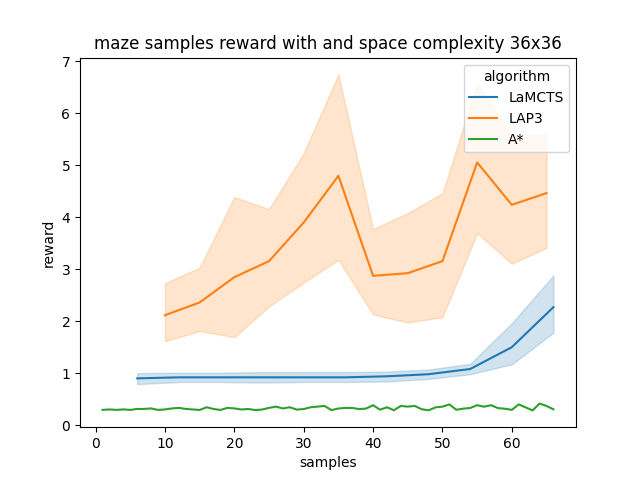 maze samples reward with and space complexity 36x36
algorithm
LaMCTS
LAP3
A*
reward
7
6
5
4
3
2
1
0
0 10 20 30 40 50 60
samples